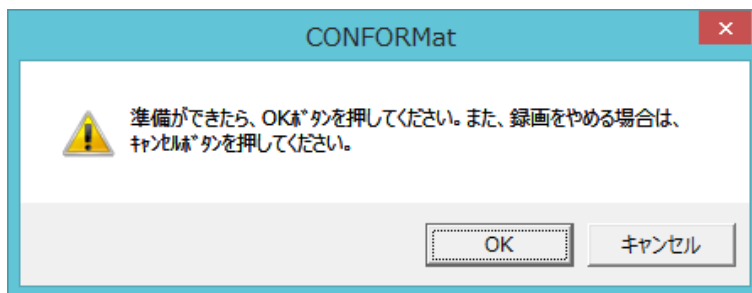 CONFORMat
準備ができたら、OKﾎﾞﾀﾝを押してください。また、録画をやめる場合は、
ｷｬﾝｾﾙﾎﾞﾀﾝを押してください。
OK
キャンセル